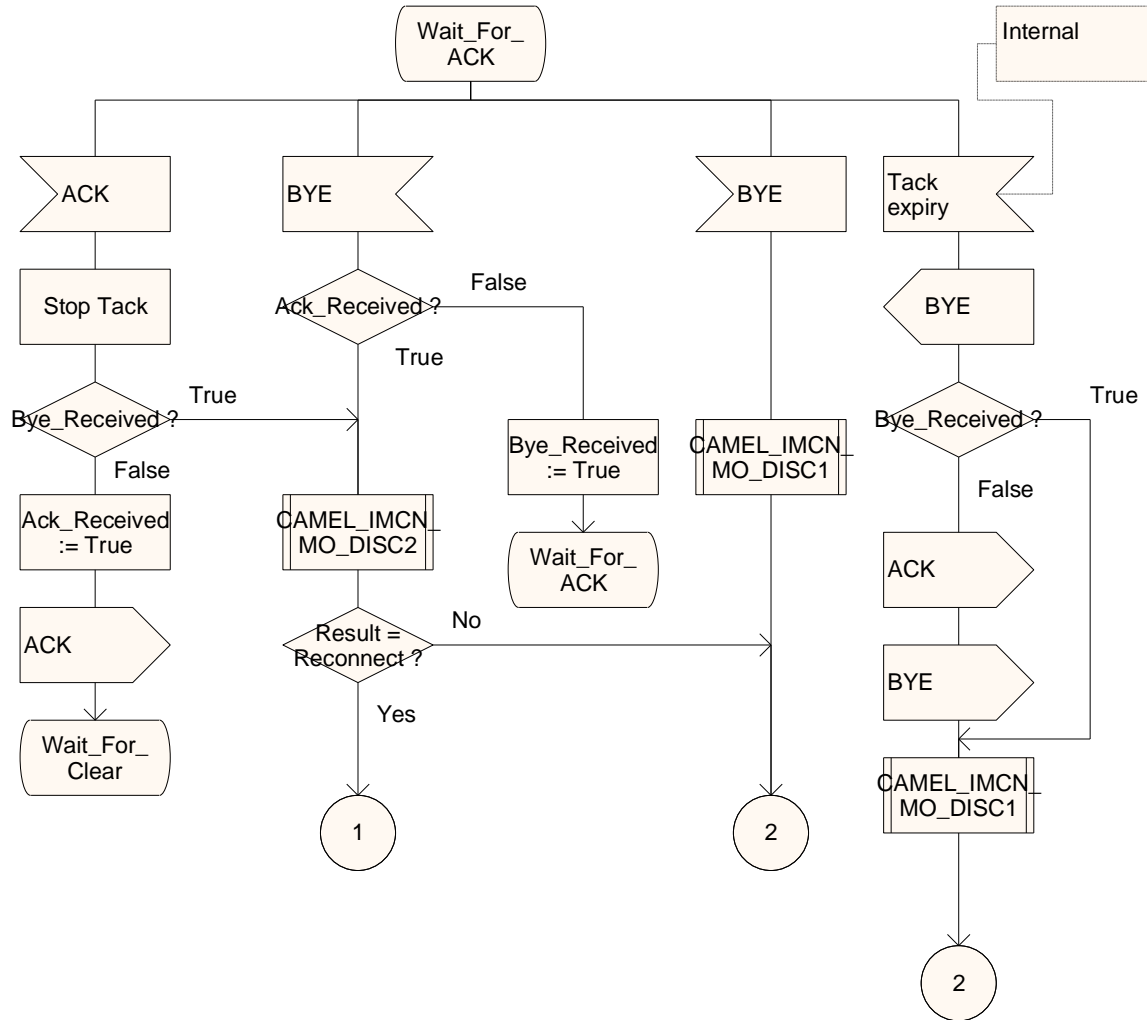 Wait_For_
ACK
Internal
ACK
BYE
BYE
Tack
expiry
Stop Tack
Ack_Received ?
False
True
BYE
Bye_Received ?
True
False
Bye_Received
:= True
CAMEL_IMCN_
MO_DISC1
Bye_Received ?
True
False
Ack_Received
:= True
CAMEL_IMCN_
MO_DISC2
Wait_For_
ACK
ACK
ACK
Result =
Reconnect ?
No
Yes
BYE
Wait_For_
Clear
CAMEL_IMCN_
MO_DISC1
1
2
2